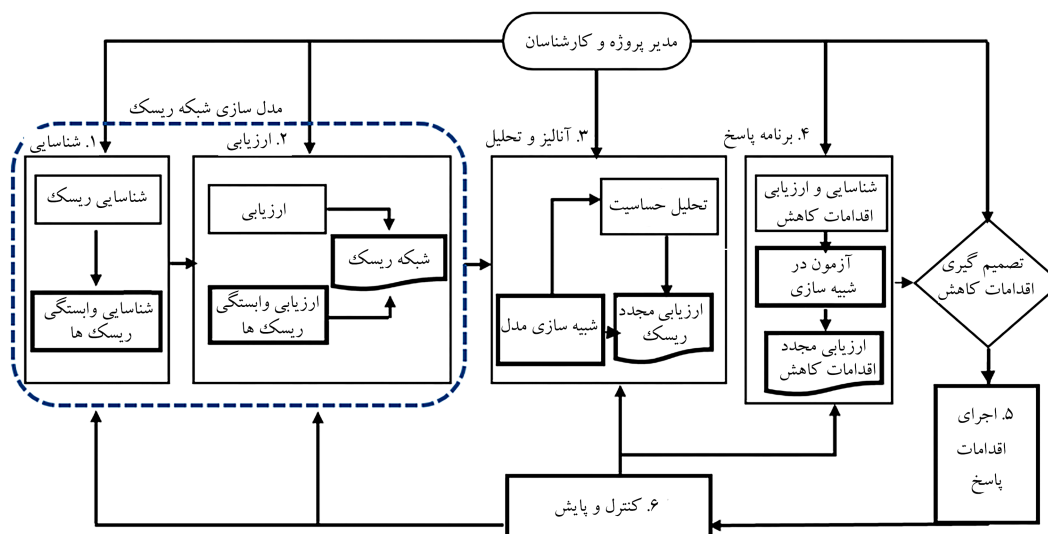 مدیر پروژه و کارشناسان
مدل سازی شبکه ریسک
۱. شناسایی
شناسایی ریسک
شناسایی وابستگی
ریسک ها
۲. ارزیابی
ارزیابی
شبکه ریسک
ارزیابی وابستگی
ریسک ها
۳. آنالیز و تحلیل
تحلیل حساسیت
شبیه سازی مدل
ارزیابی مجدد
ریسک
۴. برنامه پاسخ
شناسایی و ارزیابی
اقدامات کاهش
آزمون در
شبیه سازی
ارزیابی مجدد
اقدامات کاهش
تصمیم گیری
اقدامات کاهش
۵. اجرای
اقدامات
پاسخ
۶. کنترل و پایش